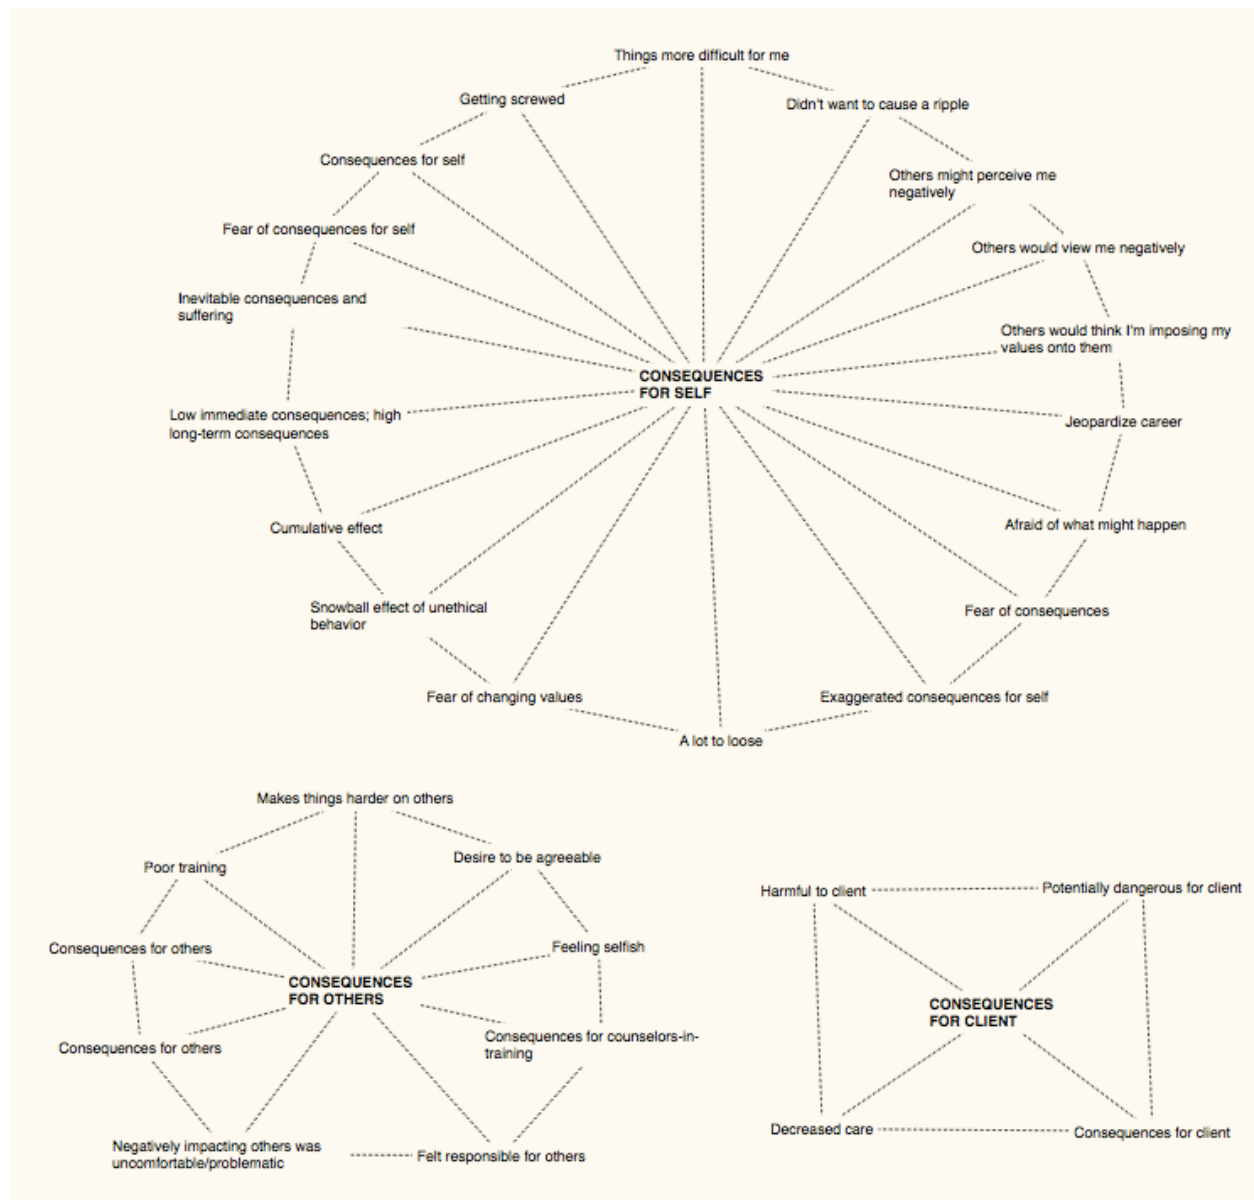 Things more difficult for me
Getting screwed
Didn't want to cause a ripple
Consequences for self
Others might perceive me
negatively
Fear of consequences for self
Others would view me negatively
Inevitable consequences and
suffering
Others would think I'm imposing my
values onto them
CONSEQUENCES
FOR SELF
Low immediate consequences; high
long-term consequences
Jeopardize career
Cumulative effect
Afraid of what might happen
Snowball effect of unethical
behavior
Fear of consequences
Fear of changing values
Exaggerated consequences for self
A lot to loose
Makes things harder on others
Poor training
Desire to be agreeable
Consequences for others
Feeling selfish
CONSEQUENCES
FOR OTHERS
Consequences for others
Consequences for counselors-in-
training
Negatively impacting others was
uncomfortable/problematic
Felt responsible for others
Harmful to client
Potentially dangerous for client
CONSEQUENCES
FOR CLIENT
Decreased care
Consequences for client